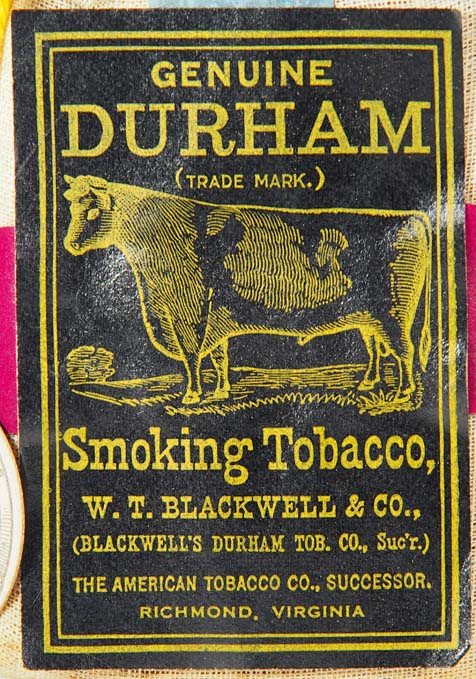 GENUINE
DURHAM
(TRADE MARK.)
Smoking Tobacco,
W. T. BLACKWELL & CO.,
(BLACKWELL'S DURHAM TOB. CO., Suc'r.)
THE AMERICAN TOBACCO CO., SUCCESSOR.
RICHMOND, VIRGINIA